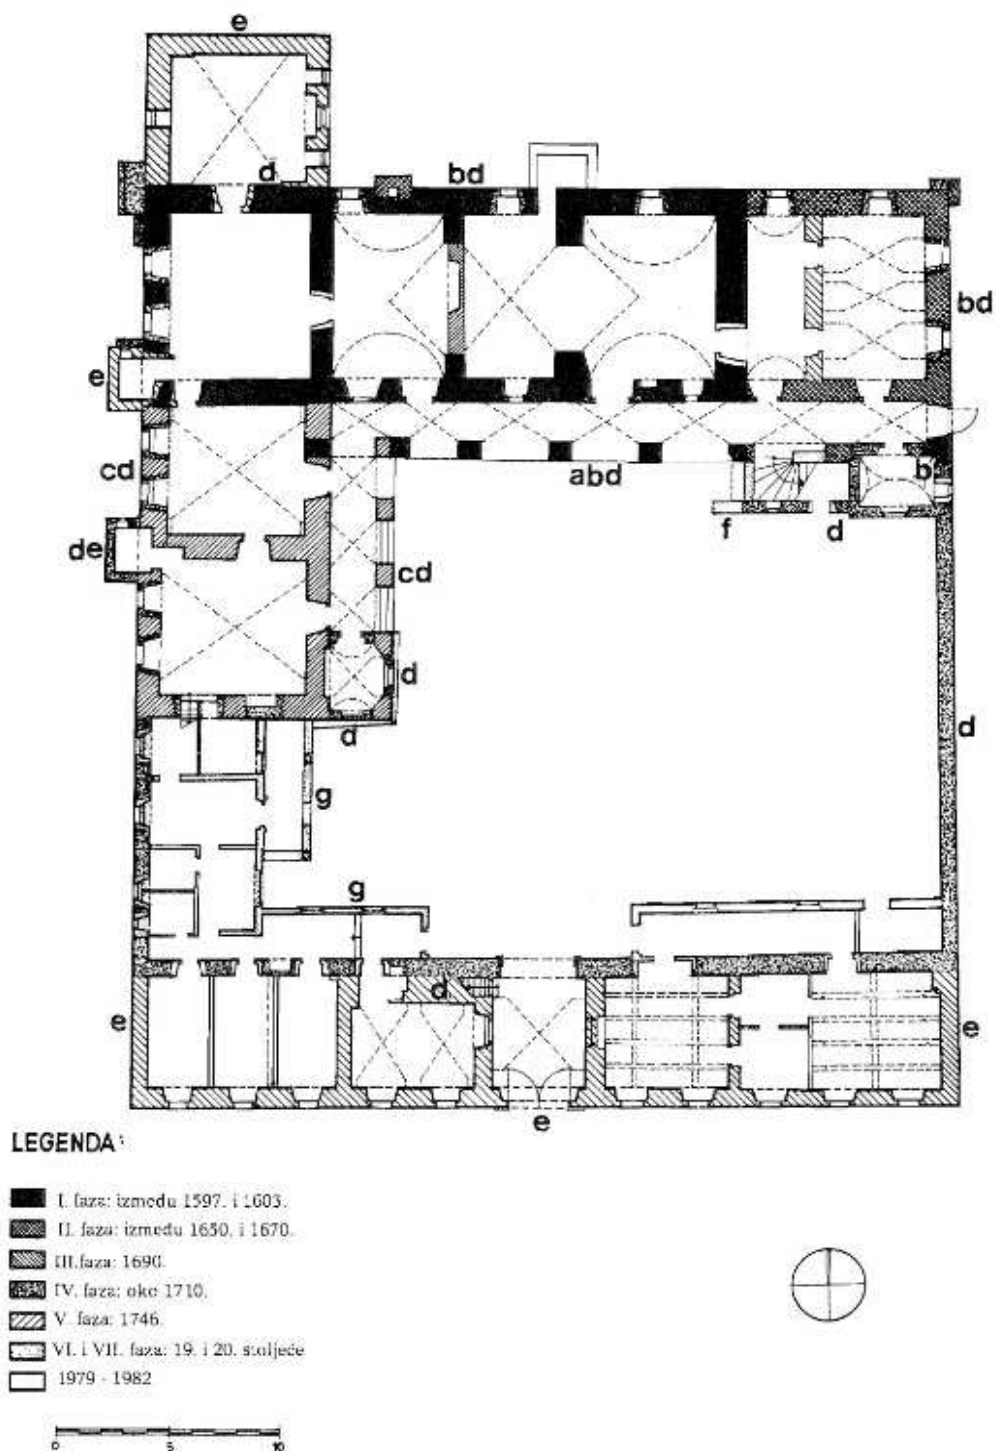 e
d
bd
bd
e
cd
abd
b
f
d
de
cd
d
d
d
g
g
d
e
e
e
LEGENDA:
I. faza: između 1597. i 1603.
II. faza: između 1650. i 1670.
III. faza: 1690.
IV. faza: oko 1710.
V. faza: 1746.
VI. i VII. faza: 19. i 20. stoljeće
1979 - 1982
0 5 10